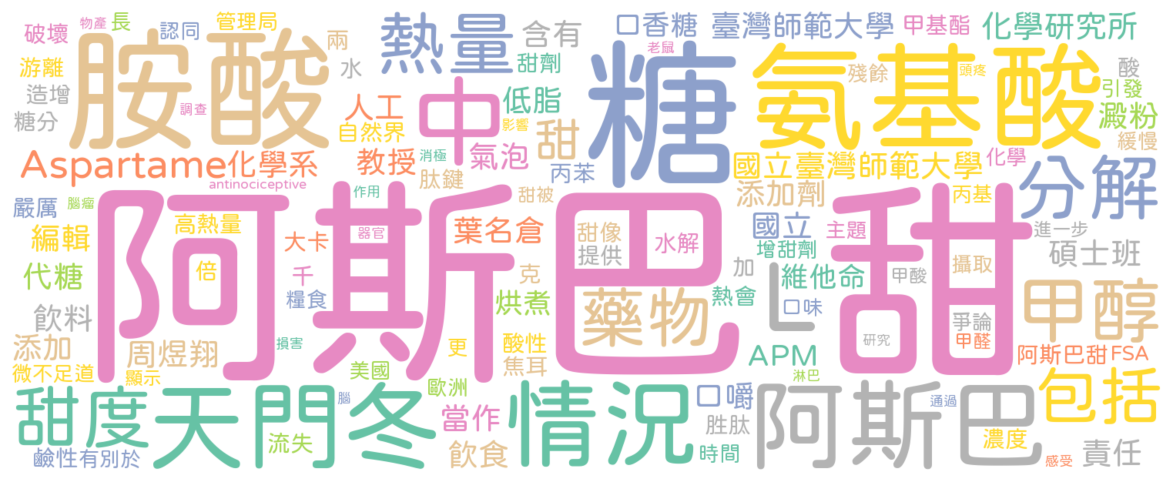 破壞 物產 長 認同 管理局 兩 熱量 含有 口香糖 臺灣師範大學 甲基酯 化學研究所
游離 胺酸 水 甜劑 老鼠 糖 氨基酸 殘餘 頭疼 酸
造增 調查 人工 中 低脂 引發 澱粉
糖分 自然界 影響 甜 緩慢
Aspartame 化學系 教授 消極 氣泡 丙苯 國立臺灣師範大學 化學 分解
antinociceptive 肽鍵 添加劑 丙基
嚴厲 腦瘤 阿斯巴 作用 甜被 甜 國立 主題 進一步
編輯 高熱量 大卡 器官 葉名倉 甜像 提供 水解 增甜劑 碩士班
代糖 倍 千 克 加 L 維他命 甲酸 攝取
飲料 糧食 烘煮 藥物 熱會 口味 甲醇
添加 周煜翔 損害 更 酸性 研究 爭論
微不足道 顯示 美國 焦耳 APM 甲醛 阿斯巴甜 FSA
甜度 天門冬 腦 歐洲 情況 口嚼 淋巴 阿斯巴 通過 包括
流失 當作 胜肽 濃度
鹼性 有別於 飲食 時間 感受 責任